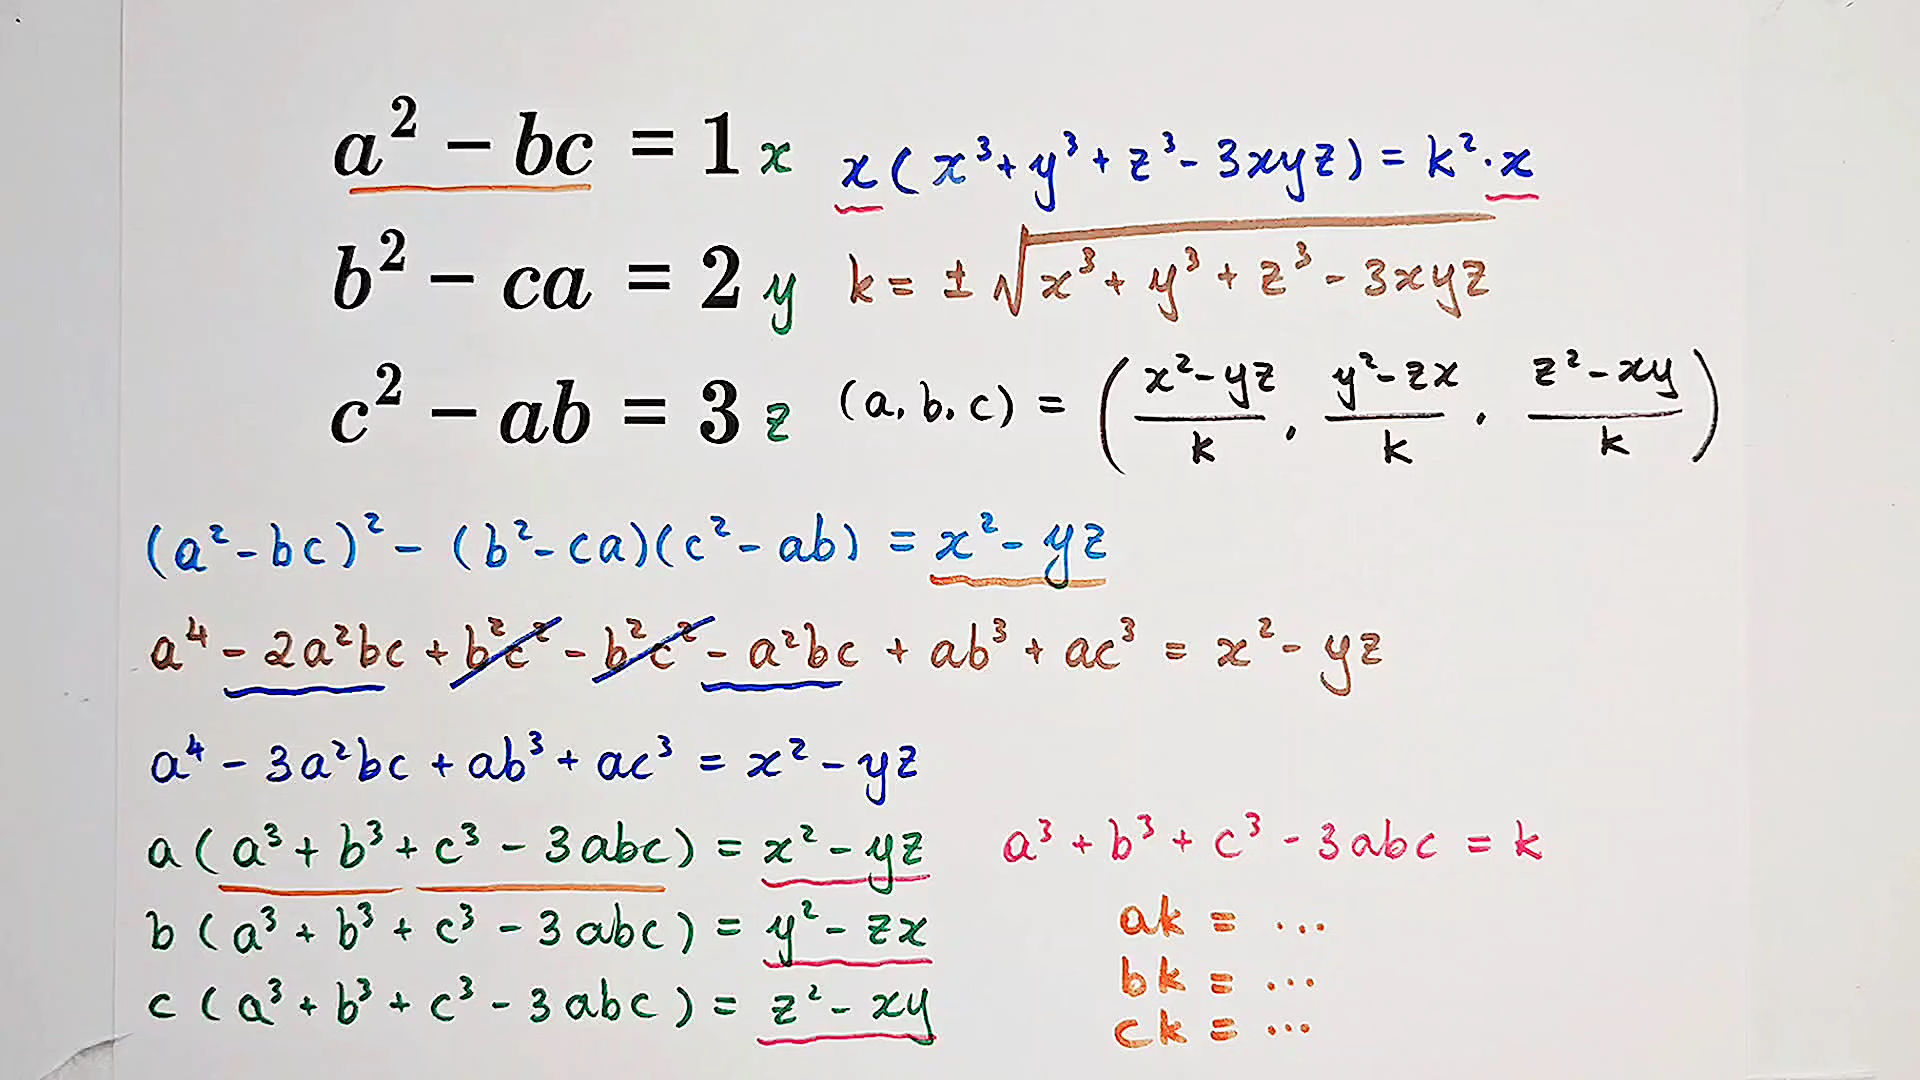 a² − bc = 1 x
x(x³ + y³ + z³ − 3xyz) = k² · x
b² − ca = 2 y
k = ± √x³ + y³ + z³ − 3xyz
c² − ab = 3 z
(a, b, c) = (x² − yz / k, y² − zx / k, z² − xy / k)
(a² − bc)² − (b² − ca)(c² − ab) = x² − yz
a⁴ − 2a²bc + b²c² − b²c² − a²bc + ab³ + ac³ = x² − yz
a⁴ − 3a²bc + ab³ + ac³ = x² − yz
a(a³ + b³ + c³ − 3abc) = x² − yz
b(a³ + b³ + c³ − 3abc) = y² − zx
c(a³ + b³ + c³ − 3abc) = z² − xy
a³ + b³ + c³ − 3abc = k
ak = ...
bk = ...
ck = ...